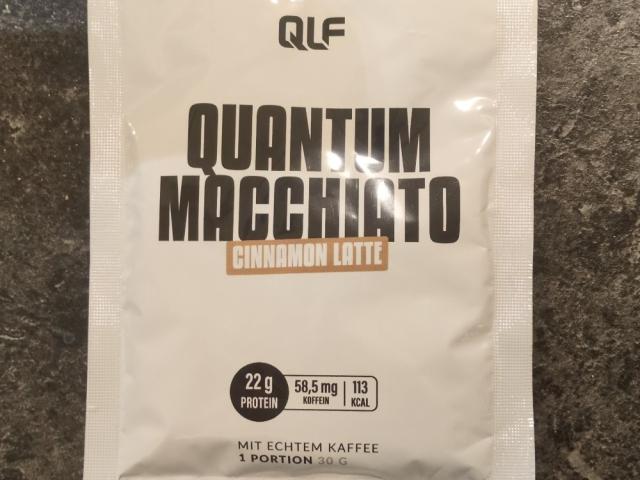 QLF
QUANTUM
MACCHIATO
CINNAMON LATTE
22 g
PROTEIN
58,5 mg
KOFFEIN
113
KCAL
MIT ECHTEM KAFFEE
1 PORTION 30 G